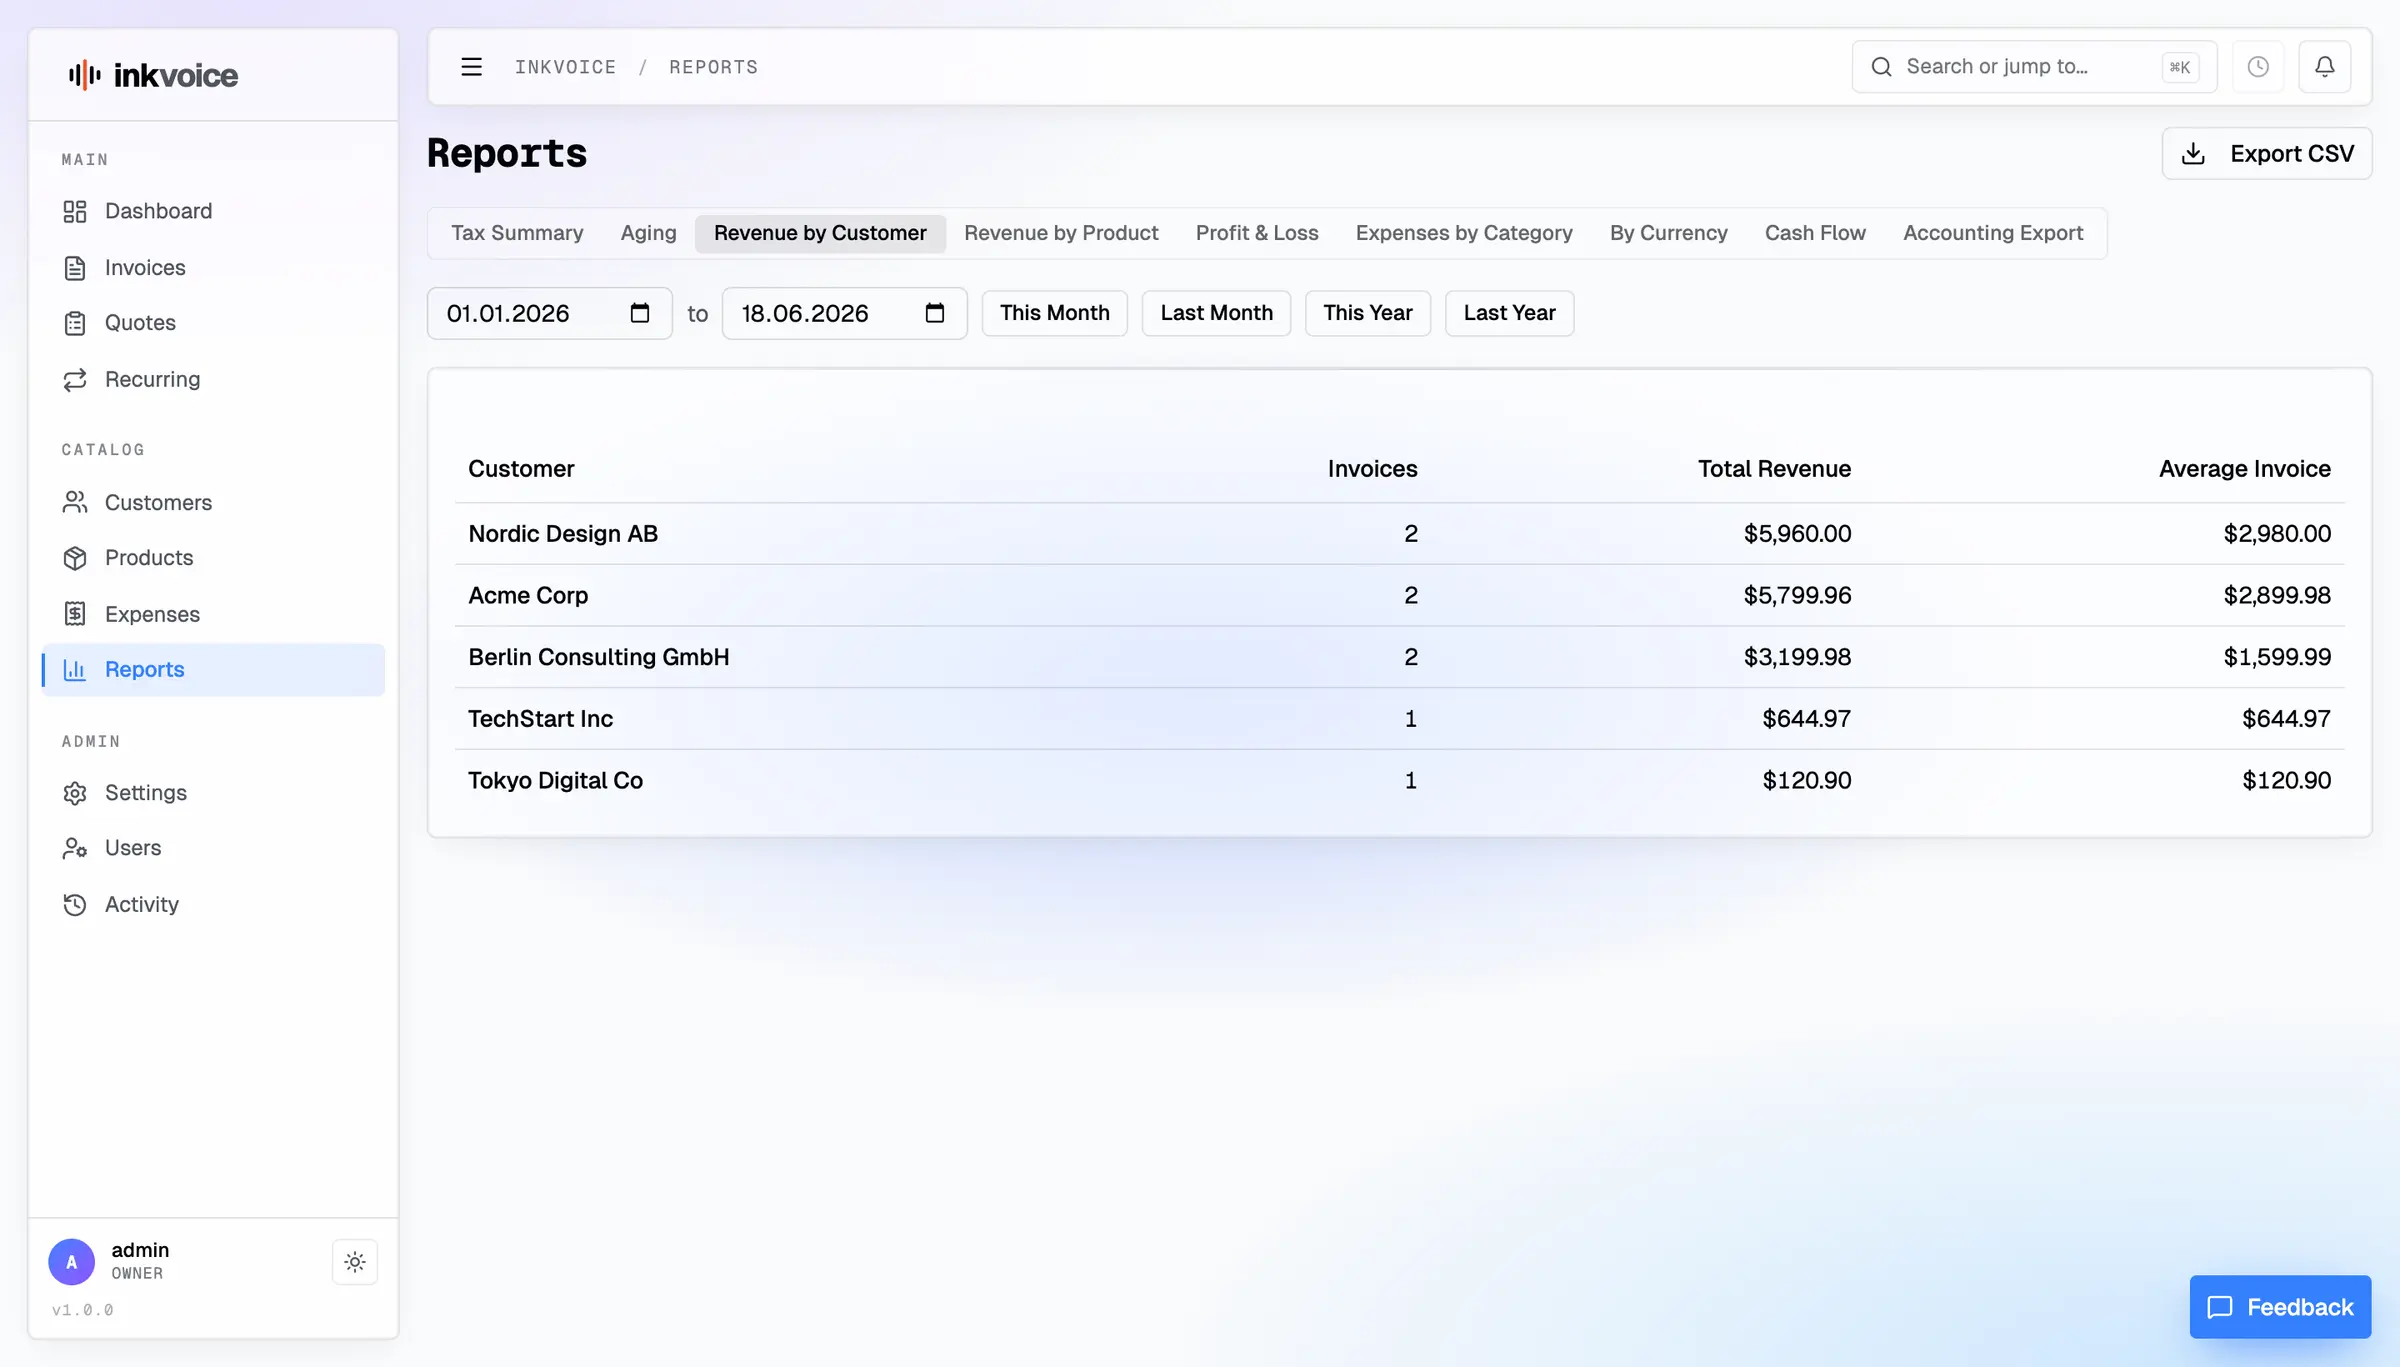 inkvoice
INKVOICE / REPORTS
Search or jump to...
⌘K
MAIN
Dashboard
Invoices
Quotes
Recurring
CATALOG
Customers
Products
Expenses
Reports
ADMIN
Settings
Users
Activity
A
admin
OWNER
v1.0.0
Reports
Export CSV
Tax Summary Aging Revenue by Customer Revenue by Product Profit & Loss Expenses by Category By Currency Cash Flow Accounting Export
01.01.2026 to 18.06.2026 This Month Last Month This Year Last Year
Customer Invoices Total Revenue Average Invoice
Nordic Design AB 2 $5,960.00 $2,980.00
Acme Corp 2 $5,799.96 $2,899.98
Berlin Consulting GmbH 2 $3,199.98 $1,599.99
TechStart Inc 1 $644.97 $644.97
Tokyo Digital Co 1 $120.90 $120.90
Feedback